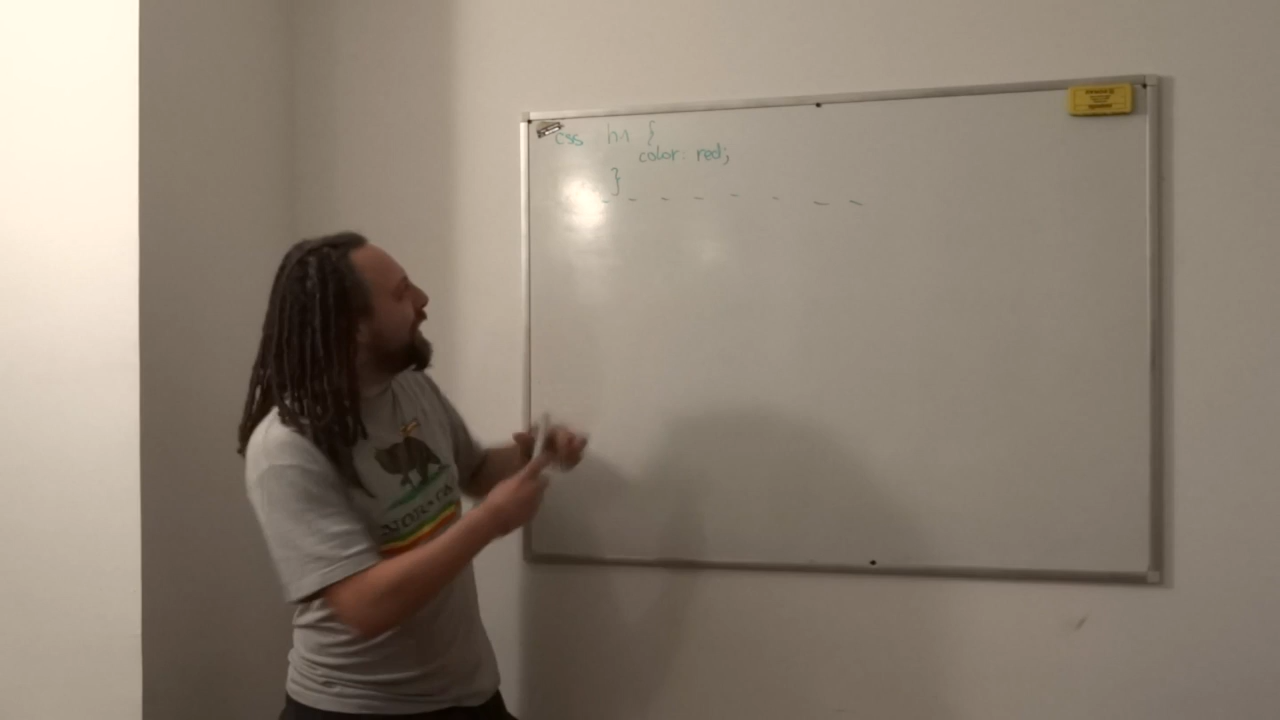 css h1 {
color: red;
}